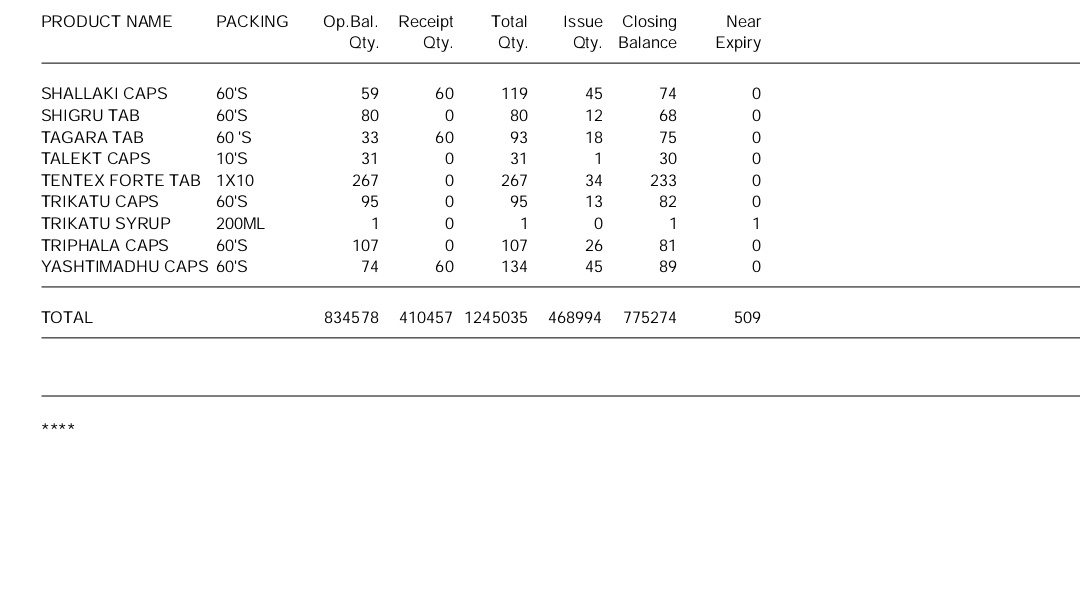 PRODUCT NAME PACKING Op.Bal. Receipt Total Issue Closing Near
Qty. Qty. Qty. Qty. Balance Expiry
SHALLAKI CAPS 60'S 59 60 119 45 74 0
SHIGRU TAB 60'S 80 0 80 12 68 0
TAGARA TAB 60 'S 33 60 93 18 75 0
TALEKT CAPS 10'S 31 0 31 1 30 0
TENTEX FORTE TAB 1X10 267 0 267 34 233 0
TRIKATU CAPS 60'S 95 0 95 13 82 0
TRIKATU SYRUP 200ML 1 0 1 0 1 1
TRIPHALA CAPS 60'S 107 0 107 26 81 0
YASHTIMADHU CAPS 60'S 74 60 134 45 89 0
TOTAL 834578 410457 1245035 468994 775274 509
****